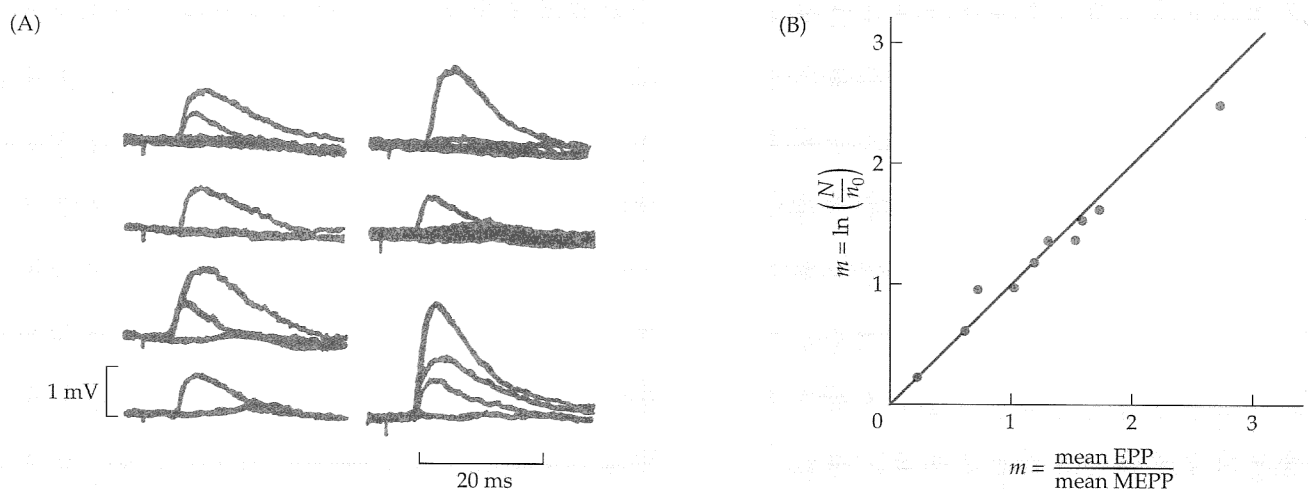 (A)
1 mV
20 ms
(B)
3
2
1
0
1
2
3
m = ln (N/n₀)
m = mean EPP / mean MEPP